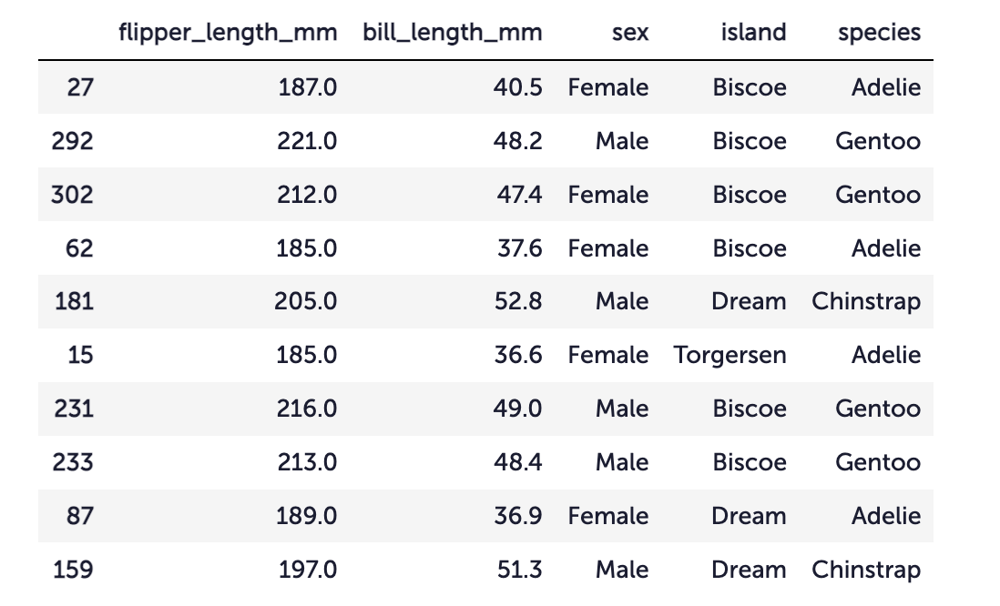 flipper_length_mm bill_length_mm sex island species
27 187.0 40.5 Female Biscoe Adelie
292 221.0 48.2 Male Biscoe Gentoo
302 212.0 47.4 Female Biscoe Gentoo
62 185.0 37.6 Female Biscoe Adelie
181 205.0 52.8 Male Dream Chinstrap
15 185.0 36.6 Female Torgersen Adelie
231 216.0 49.0 Male Biscoe Gentoo
233 213.0 48.4 Male Biscoe Gentoo
87 189.0 36.9 Female Dream Adelie
159 197.0 51.3 Male Dream Chinstrap